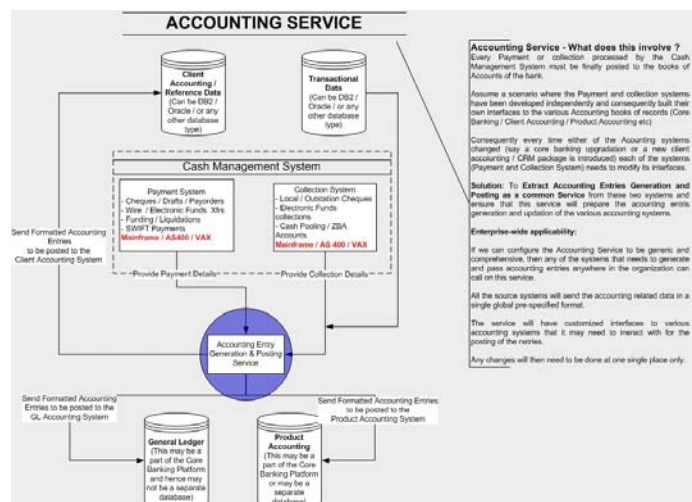 ACCOUNTING SERVICE
Client
Accounting /
Reference Data
(Can be DB2 /
Oracle / or any
other database
type)
Transactional
Data
(Can be DB2 /
Oracle / or any
other database
type)
Cash Management System
Payment System
- Cheques / Drafts / Payorders
- Wire / Electronic Funds Xfrs
- Funding / Liquidations
- SWIFT Payments
Mainframe / AS400 / VAX
Collection System
- Local / Outstation Cheques
- Electronic Funds
collections
- Cash Pooling / ZBA
Accounts
Mainframe / AS 400 / VAX
Send Formatted Accounting
Entries
to be posted to the
Client Accounting System
Provide Payment Details
Provide Collection Details
Accounting Entry
Generation & Posting
Service
Send Formatted Accounting
Entries to be posted to the
GL Accounting System
Send Formatted Accounting Entries
to be posted to the
Product Accounting System
General Ledger
(This may be a
part of the Core
Banking Platform
and hence may
not be a separate
database)
Product
Accounting
(This may be a
part of the Core
Banking Platform
or may be a
separate
database)
Accounting Service - What does this involve ?
Every Payment or collection processed by the Cash
Management System must be finally posted to the books of
Accounts of the bank.
Assume a scenario where the Payment and collection systems
have been developed independently and consequently built their
own interfaces to the various Accounting books of records (Core
Banking / Client Accounting / Product Accounting etc)
Consequently every time either of the Acounting systems
changed (say a core banking upgradation or a new client
accoiunting / CRM package is introduced) each of the systems
(Payment and Collection System) needs to modify its interfaces.
Solution: To Extract Accounting Entries Generation and
Posting as a common Service from these two systems and
ensure that this service will prepare the acounting entries
generation and updation of the various accounting systems.
Enterprise-wide applicability:
If we can configure the Accounting Service to be generic and
comprehensive, then any of the systems that needs to generate
and pass accounting entries anywhere in the organization can
call on this service.
All the source systems will send the accounting related data in a
single global pre-specified format.
The service will have customized interfaces to various
accounting systems that it may need to ineract with for the
posting of the netries.
Any changes will then need to be done at one single place only.